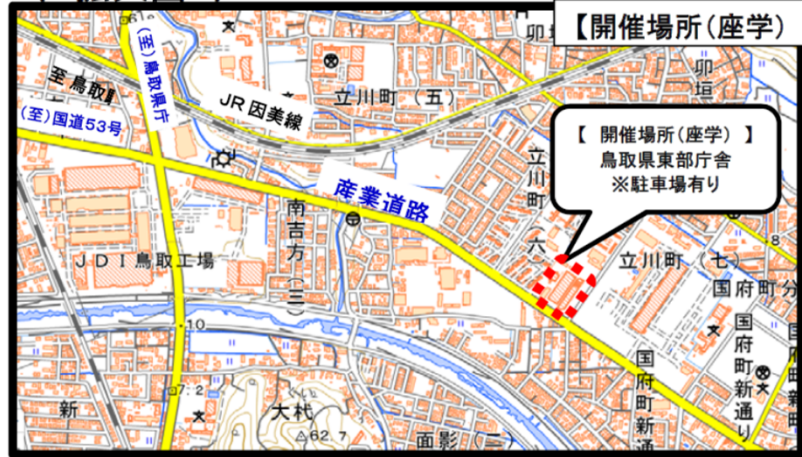 【開催場所(座学)
【 開催場所(座学) 】
鳥取県東部庁舎
※駐車場有り
(至)鳥取県庁
至鳥取
(至)国道53号
JR因美線
立川町(五)
卯垣
産業道路
立川町(六)
立川町(七)
南吉方(三)
JDI鳥取工場
国府町分
国府町新通り
国府町新通
10
8
7.2
新
大杙
62.7
面影(二)